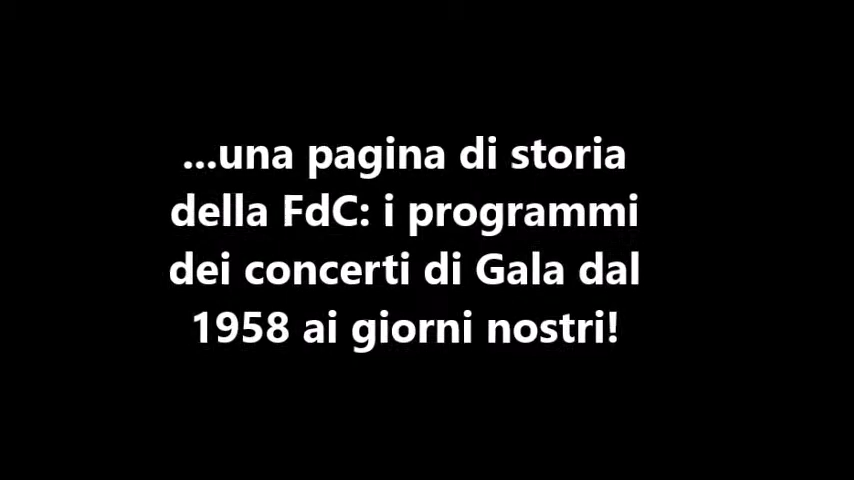 ...una pagina di storia
della FdC: i programmi
dei concerti di Gala dal
1958 ai giorni nostri!